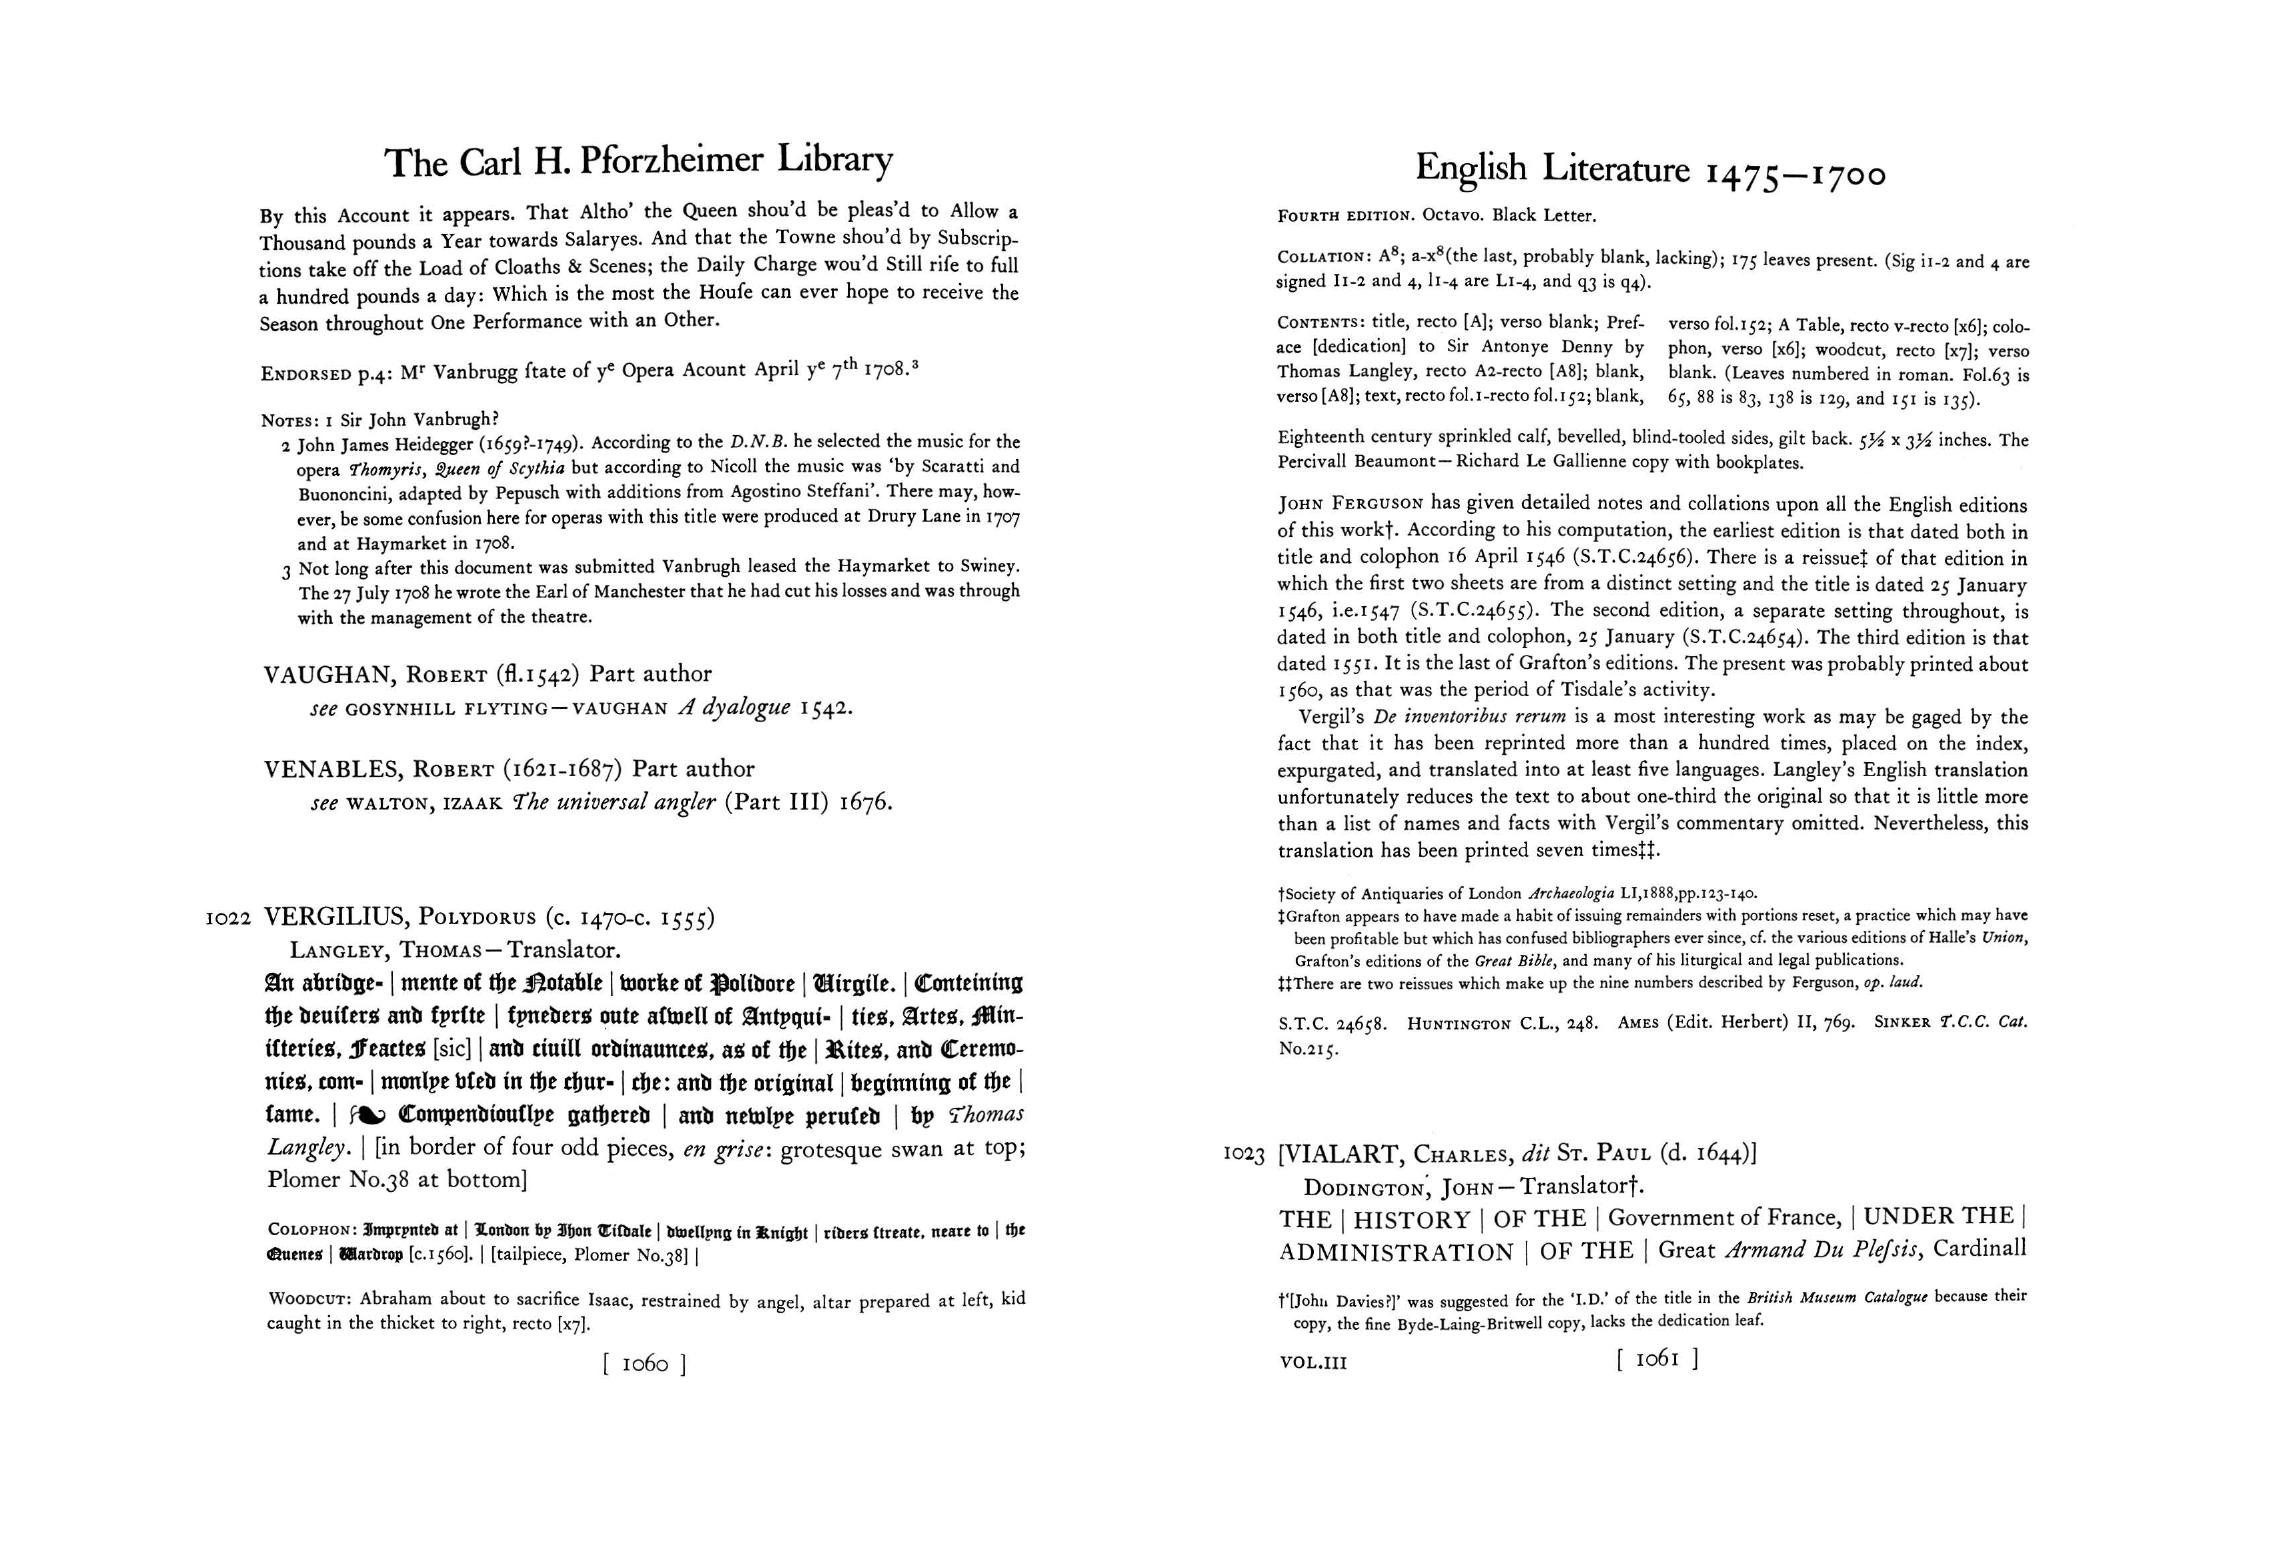 The Carl H. Pforzheimer Library
By this Account it appears. That Altho' the Queen shou'd be pleas'd to Allow a
Thousand pounds a Year towards Salaryes. And that the Towne shou'd by Subscrip-
tions take off the Load of Cloaths & Scenes; the Daily Charge wou'd Still rife to full
a hundred pounds a day: Which is the most the Houſe can ever hope to receive the
Season throughout One Performance with an Other.
ENDORSED p.4: Mʳ Vanbrugg ſtate of yᵉ Opera Acount April yᵉ 7ᵗʰ 1708.³
NOTES: 1 Sir John Vanbrugh?
2 John James Heidegger (1659?-1749). According to the D.N.B. he selected the music for the
opera Thomyris, Queen of Scythia but according to Nicoll the music was 'by Scaratti and
Buononcini, adapted by Pepusch with additions from Agostino Steffani'. There may, how-
ever, be some confusion here for operas with this title were produced at Drury Lane in 1707
and at Haymarket in 1708.
3 Not long after this document was submitted Vanbrugh leased the Haymarket to Swiney.
The 27 July 1708 he wrote the Earl of Manchester that he had cut his losses and was through
with the management of the theatre.
VAUGHAN, ROBERT (fl.1542) Part author
see GOSYNHILL FLYTING—VAUGHAN A dyalogue 1542.
VENABLES, ROBERT (1621-1687) Part author
see WALTON, IZAAK The universal angler (Part III) 1676.
1022 VERGILIUS, POLYDORUS (c. 1470-c. 1555)
LANGLEY, THOMAS—Translator.
An abridge- | mente of the Notable | worke of Polidore | Uirgile. | Conteining
the deuiſers and fyrſte | fyneders oute aſwell of Antyqui- | ties, Artes, Min-
iſteries, Feactes [sic] | and ciuill ordinaunces, as of the | Rites, and Ceremo-
nies, com- | monlye vſed in the chur- | che: and the original | beginning of the |
ſame. | ☙ Compendiouſlye gathered | and newlye peruſed | by Thomas
Langley. | [in border of four odd pieces, en grise: grotesque swan at top;
Plomer No.38 at bottom]
COLOPHON: Imprynted at | London by Ihon Tiſdale | dwellyng in Knight | riders ſtreate, neare to | the
Quenes | Wardrop [c.1560]. | [tailpiece, Plomer No.38] |
WOODCUT: Abraham about to sacrifice Isaac, restrained by angel, altar prepared at left, kid
caught in the thicket to right, recto [x7].
[ 1060 ]
English Literature 1475—1700
FOURTH EDITION. Octavo. Black Letter.
COLLATION: A⁸; a-x⁸(the last, probably blank, lacking); 175 leaves present. (Sig i1-2 and 4 are
signed I1-2 and 4, l1-4 are L1-4, and q3 is q4).
CONTENTS: title, recto [A]; verso blank; Pref-
ace [dedication] to Sir Antonye Denny by
Thomas Langley, recto A2-recto [A8]; blank,
verso [A8]; text, recto fol.1-recto fol.152; blank,
verso fol.152; A Table, recto v-recto [x6]; colo-
phon, verso [x6]; woodcut, recto [x7]; verso
blank. (Leaves numbered in roman. Fol.63 is
65, 88 is 83, 138 is 129, and 151 is 135).
Eighteenth century sprinkled calf, bevelled, blind-tooled sides, gilt back. 5½ x 3½ inches. The
Percivall Beaumont—Richard Le Gallienne copy with bookplates.
JOHN FERGUSON has given detailed notes and collations upon all the English editions
of this work†. According to his computation, the earliest edition is that dated both in
title and colophon 16 April 1546 (S.T.C.24656). There is a reissue‡ of that edition in
which the first two sheets are from a distinct setting and the title is dated 25 January
1546, i.e.1547 (S.T.C.24655). The second edition, a separate setting throughout, is
dated in both title and colophon, 25 January (S.T.C.24654). The third edition is that
dated 1551. It is the last of Grafton's editions. The present was probably printed about
1560, as that was the period of Tisdale's activity.
Vergil's De inventoribus rerum is a most interesting work as may be gaged by the
fact that it has been reprinted more than a hundred times, placed on the index,
expurgated, and translated into at least five languages. Langley's English translation
unfortunately reduces the text to about one-third the original so that it is little more
than a list of names and facts with Vergil's commentary omitted. Nevertheless, this
translation has been printed seven times‡‡.
†Society of Antiquaries of London Archaeologia LI,1888,pp.123-140.
‡Grafton appears to have made a habit of issuing remainders with portions reset, a practice which may have
been profitable but which has confused bibliographers ever since, cf. the various editions of Halle's Union,
Grafton's editions of the Great Bible, and many of his liturgical and legal publications.
‡‡There are two reissues which make up the nine numbers described by Ferguson, op. laud.
S.T.C. 24658. HUNTINGTON C.L., 248. AMES (Edit. Herbert) II, 769. SINKER T.C.C. Cat.
No.215.
1023 [VIALART, CHARLES, dit ST. PAUL (d. 1644)]
DODINGTON, JOHN—Translator†.
THE | HISTORY | OF THE | Government of France, | UNDER THE |
ADMINISTRATION | OF THE | Great Armand Du Pleſsis, Cardinall
†'[John Davies?]' was suggested for the 'I.D.' of the title in the British Museum Catalogue because their
copy, the fine Byde-Laing-Britwell copy, lacks the dedication leaf.
VOL.III
[ 1061 ]